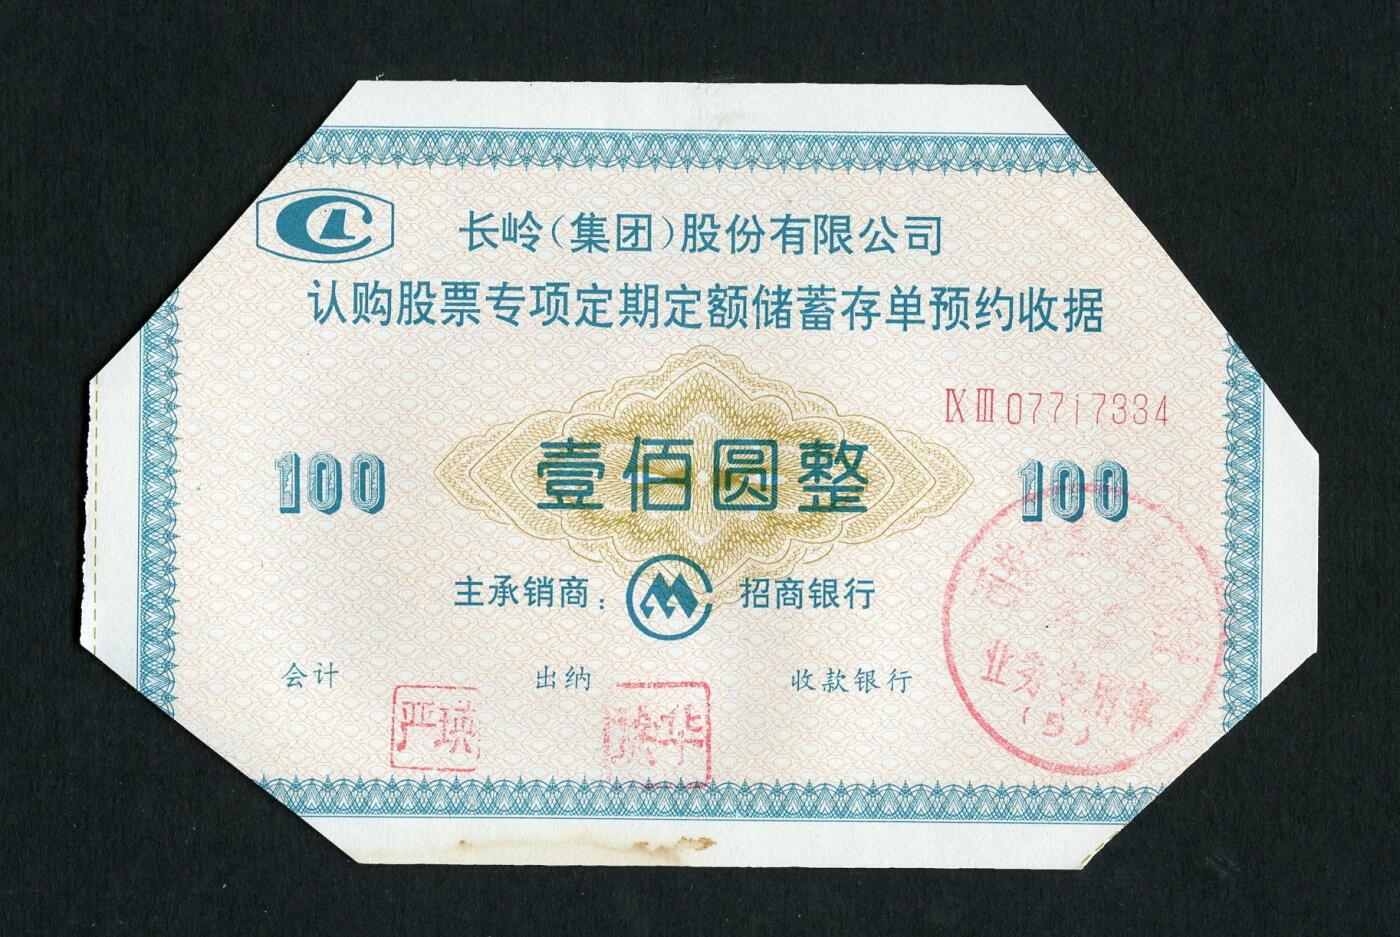 长岭(集团)股份有限公司
认购股票专项定期定额储蓄存单预约收据
ⅨⅢ07717334
100 壹佰圆整 100
主承销商: 招商银行
会计 出纳 收款银行
严瑛
华
业务专用章
(5)